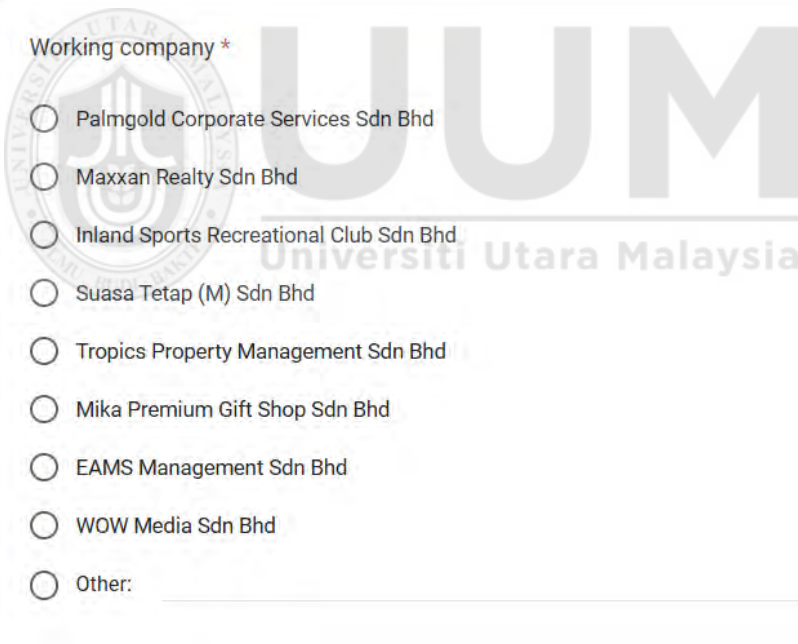 Working company *
Palmgold Corporate Services Sdn Bhd
Maxxan Realty Sdn Bhd
Inland Sports Recreational Club Sdn Bhd
Suasa Tetap (M) Sdn Bhd
Tropics Property Management Sdn Bhd
Mika Premium Gift Shop Sdn Bhd
EAMS Management Sdn Bhd
WOW Media Sdn Bhd
Other:
UUM
Universiti Utara Malaysia